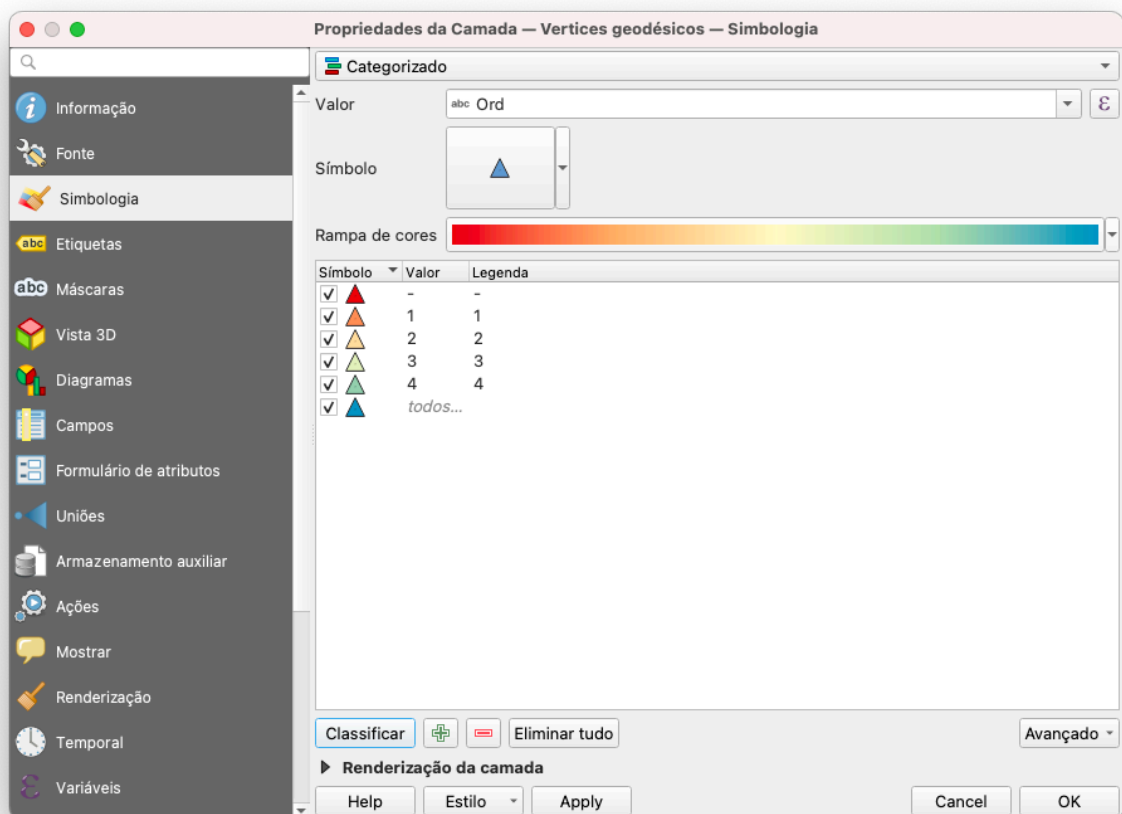 Propriedades da Camada — Vertices geodésicos — Simbologia
Informação
Fonte
Simbologia
abc Etiquetas
abc Máscaras
Vista 3D
Diagramas
Campos
Formulário de atributos
Uniões
Armazenamento auxiliar
Ações
Mostrar
Renderização
Temporal
Variáveis
Categorizado
Valor abc Ord ε
Símbolo
Rampa de cores
Símbolo Valor Legenda
- -
1 1
2 2
3 3
4 4
todos...
Classificar Eliminar tudo Avançado
Renderização da camada
Help Estilo Apply Cancel OK